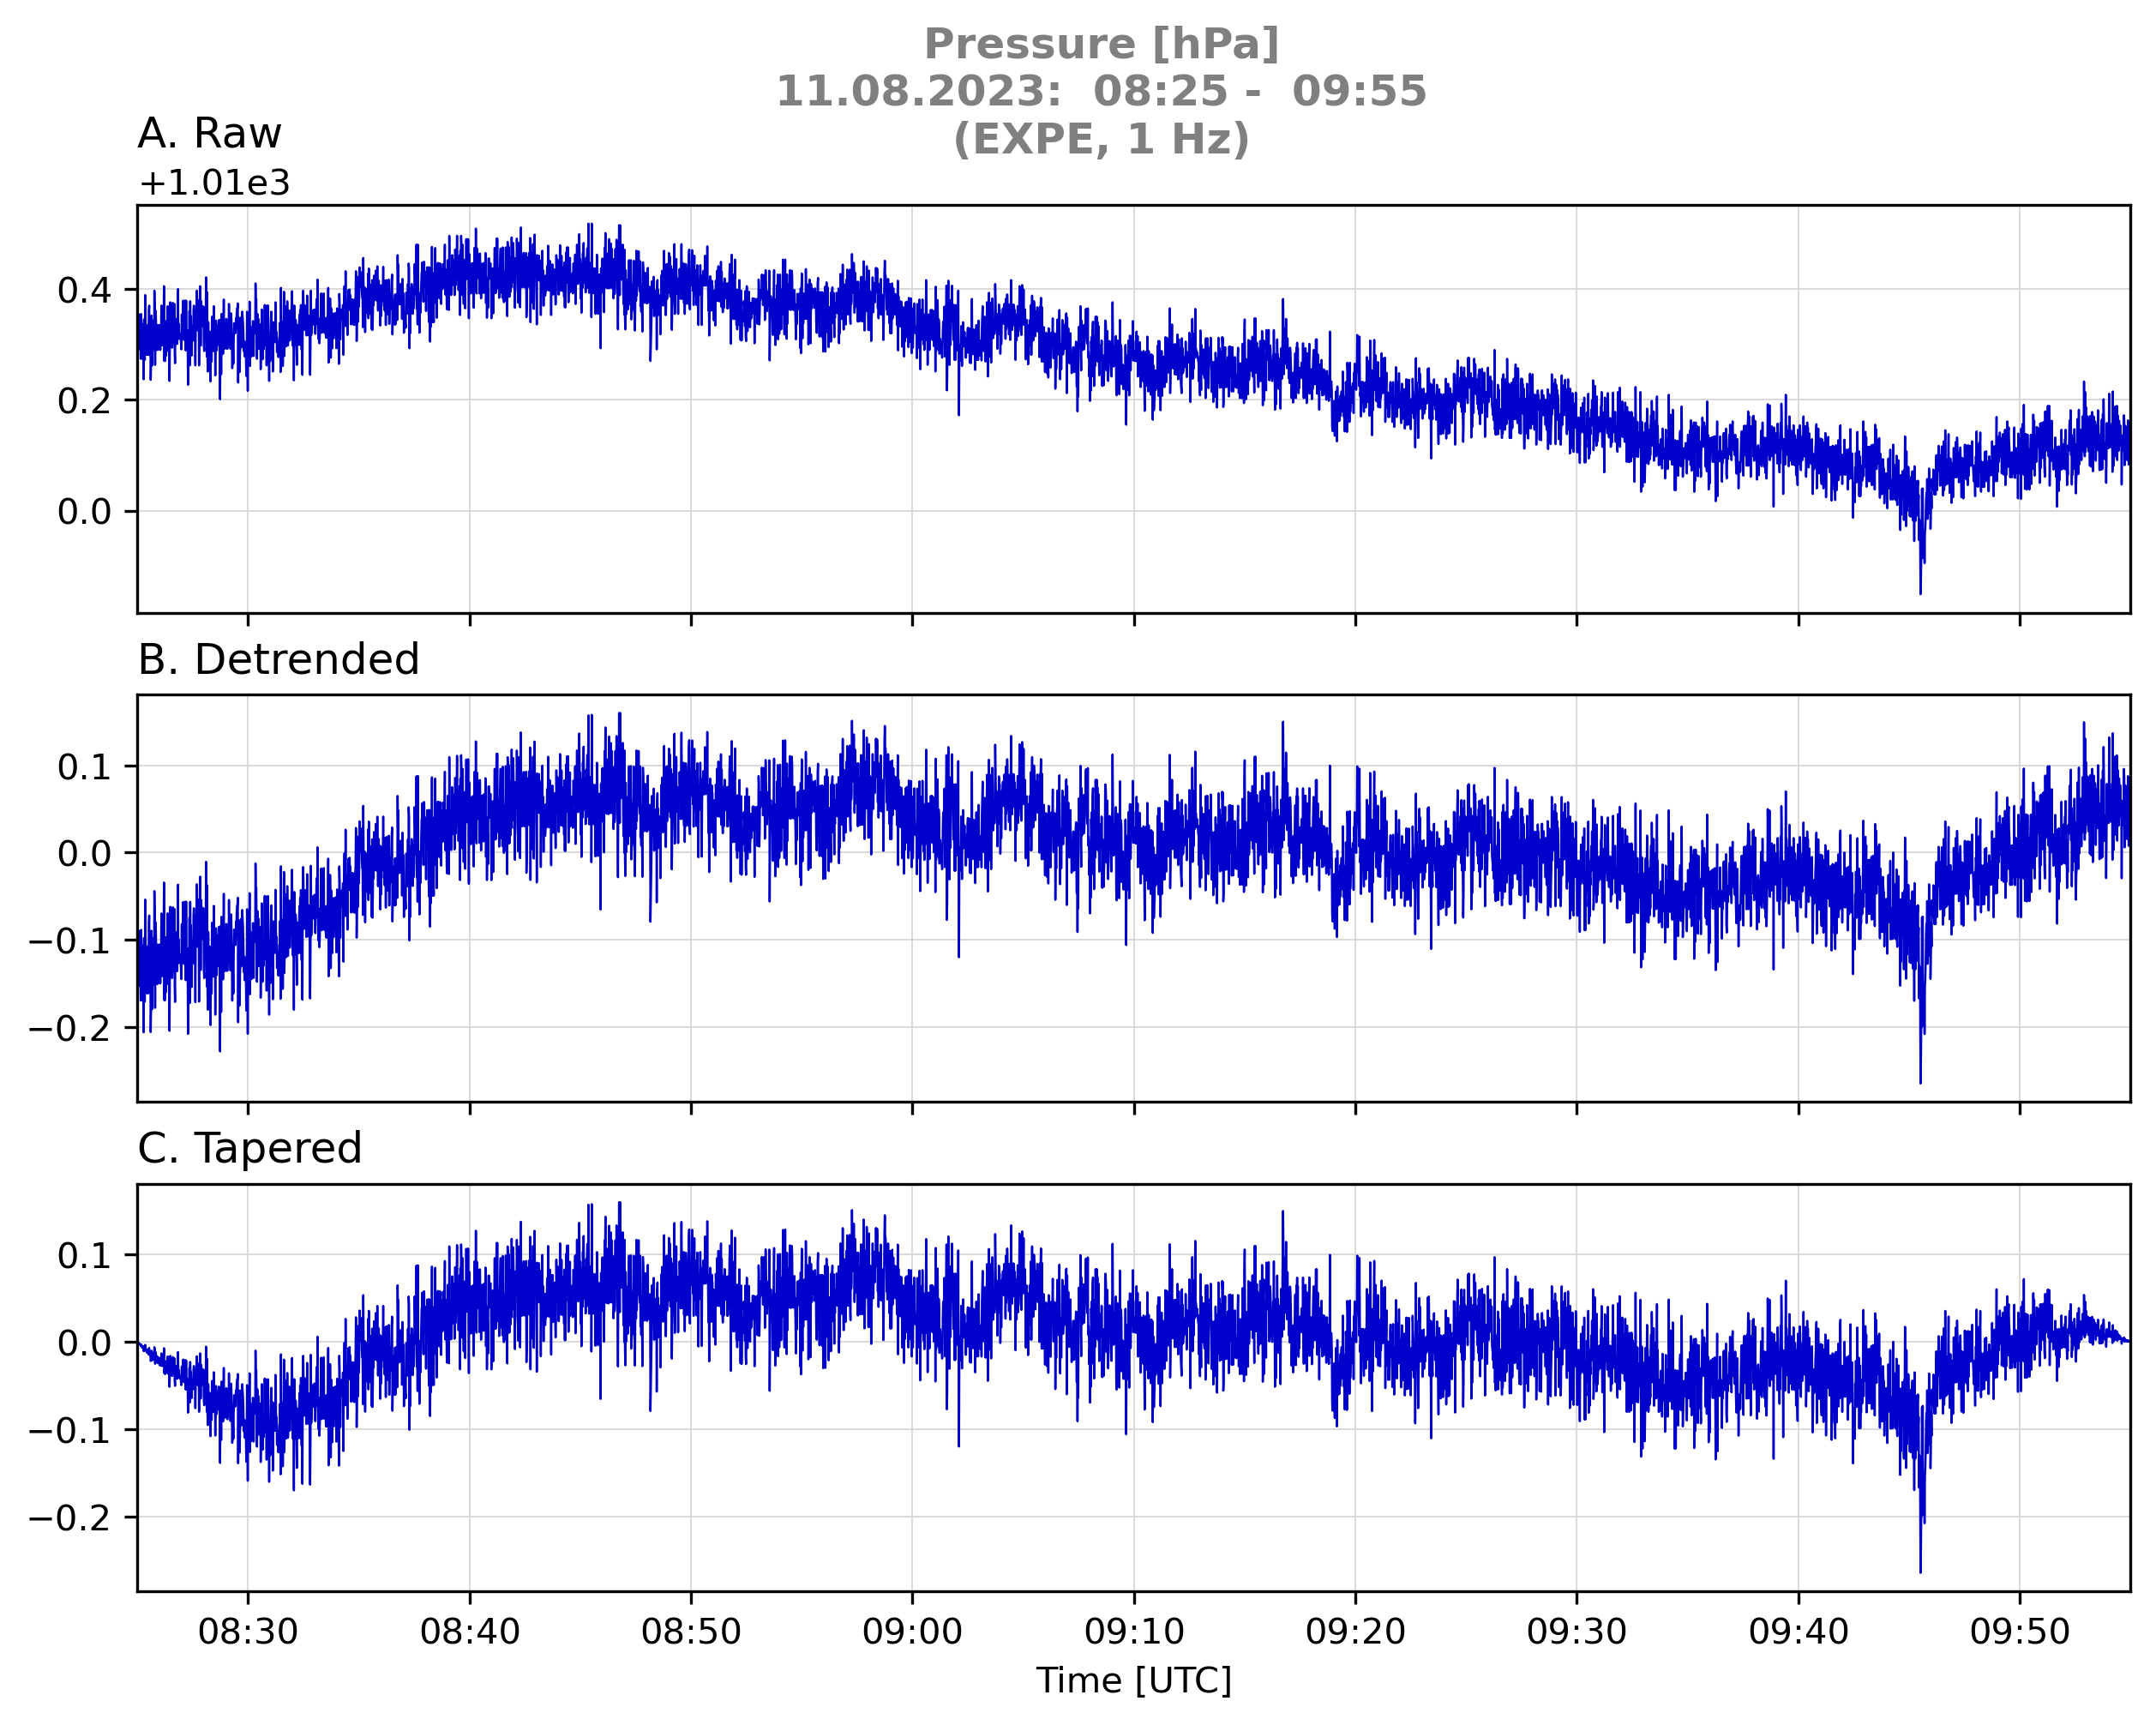 Pressure [hPa]
11.08.2023:  08:25 -  09:55
(EXPE, 1 Hz)
A. Raw
+1.01e3
0.4
0.2
0.0
B. Detrended
0.1
0.0
−0.1
−0.2
C. Tapered
0.1
0.0
−0.1
−0.2
08:30 08:40 08:50 09:00 09:10 09:20 09:30 09:40 09:50
Time [UTC]